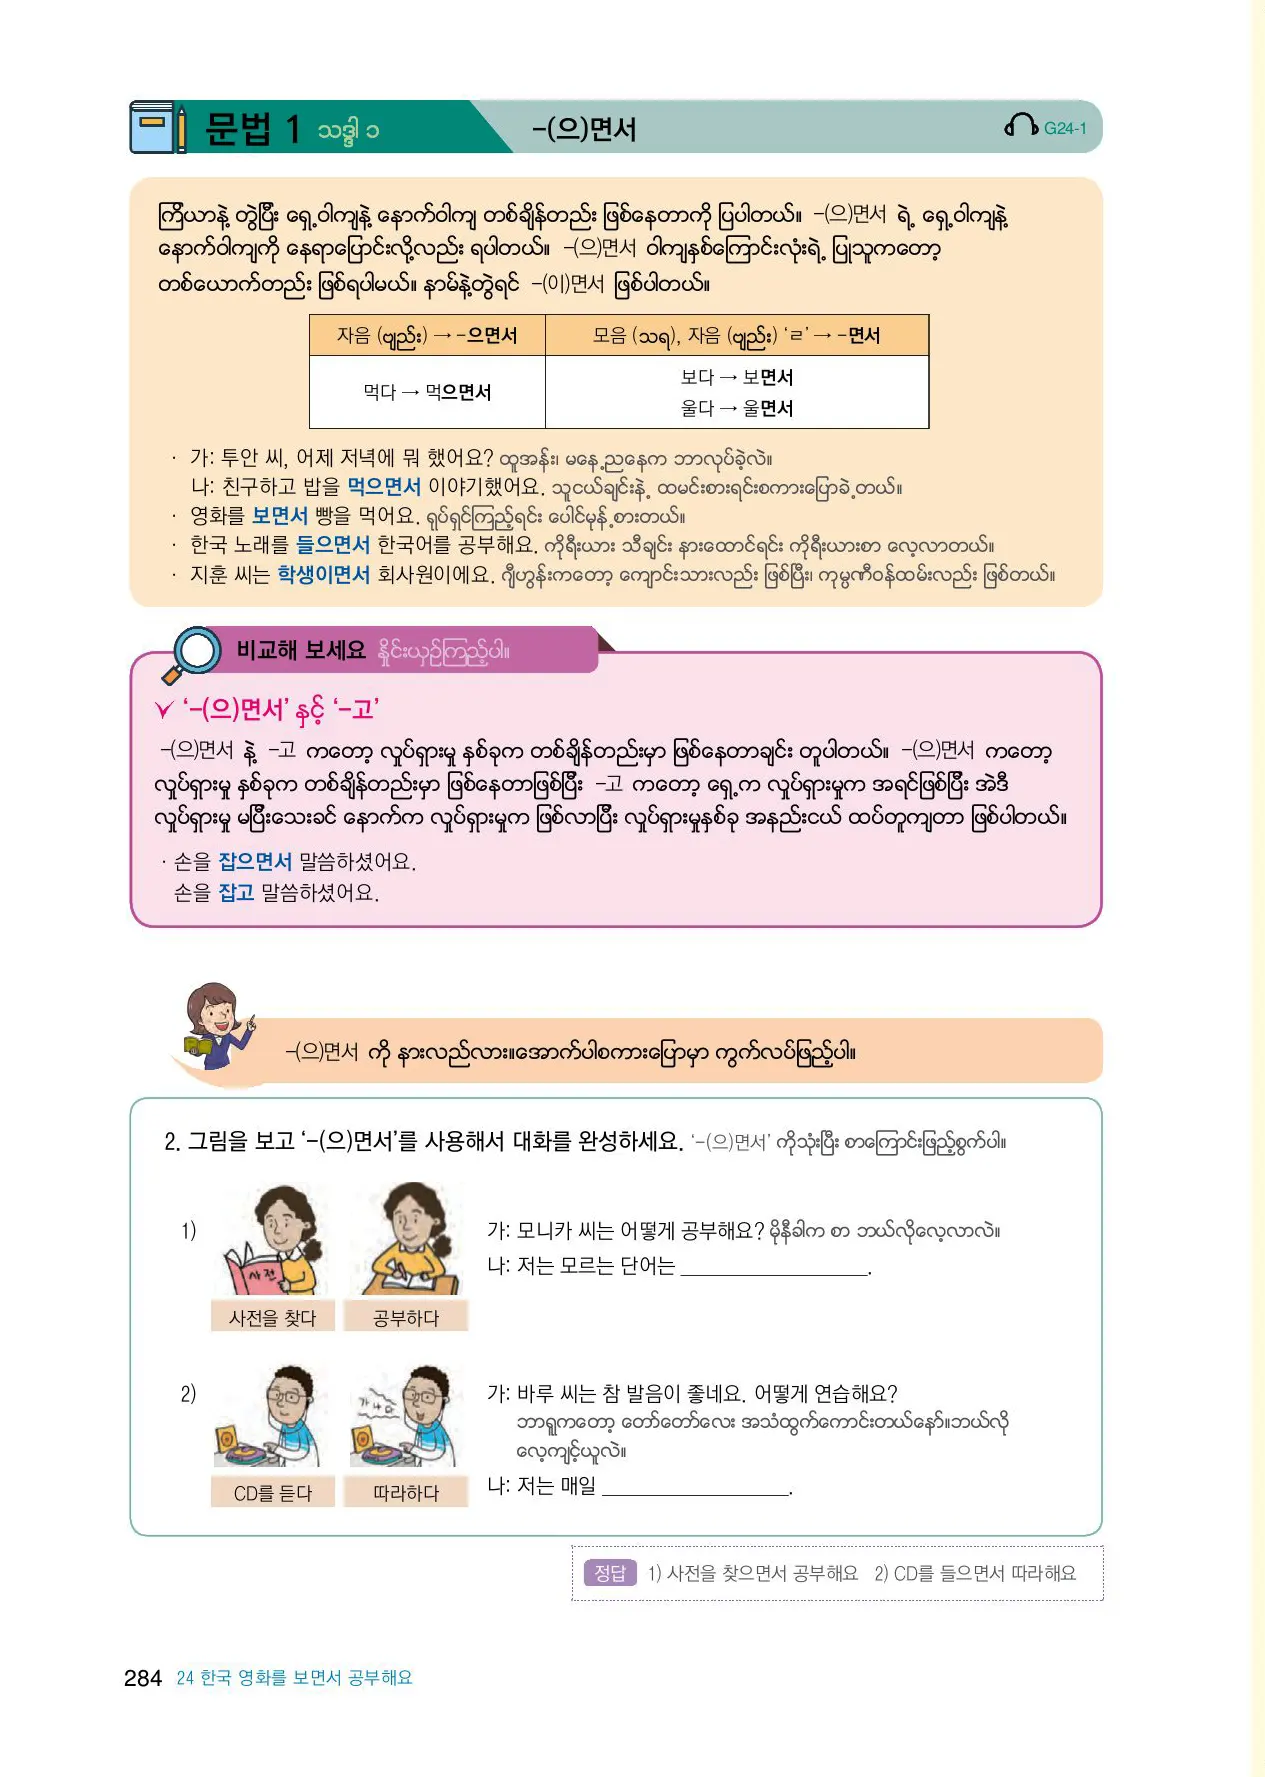 문법 1 သဒ္ဒါ ၁
-(으)면서
G24-1
ကြိယာနဲ့ တွဲပြီး ရှေ့ဝါကျနဲ့ နောက်ဝါကျ တစ်ချိန်တည်း ဖြစ်နေတာကို ပြပါတယ်။ -(으)면서 ရဲ့ ရှေ့ဝါကျနဲ့
နောက်ဝါကျကို နေရာပြောင်းလို့လည်း ရပါတယ်။ -(으)면서 ဝါကျနှစ်ကြောင်းလုံးရဲ့ ပြုသူကတော့
တစ်ယောက်တည်း ဖြစ်ရပါမယ်။ နာမ်နဲ့တွဲရင် -(이)면서 ဖြစ်ပါတယ်။
자음 (ဗျည်း) → -으면서
모음 (သရ), 자음 (ဗျည်း) ‘ㄹ’ → -면서
먹다 → 먹으면서
보다 → 보면서
울다 → 울면서
· 가: 투안 씨, 어제 저녁에 뭐 했어요? ထူအန်း၊ မနေ့ညနေက ဘာလုပ်ခဲ့လဲ။
나: 친구하고 밥을 먹으면서 이야기했어요. သူငယ်ချင်းနဲ့ ထမင်းစားရင်းစကားပြောခဲ့တယ်။
· 영화를 보면서 빵을 먹어요. ရုပ်ရှင်ကြည့်ရင်း ပေါင်မုန့်စားတယ်။
· 한국 노래를 들으면서 한국어를 공부해요. ကိုရီးယား သီချင်း နားထောင်ရင်း ကိုရီးယားစာ လေ့လာတယ်။
· 지훈 씨는 학생이면서 회사원이에요. ဂျီဟွန်းကတော့ ကျောင်းသားလည်း ဖြစ်ပြီး၊ ကုမ္ပဏီဝန်ထမ်းလည်း ဖြစ်တယ်။
비교해 보세요 နှိုင်းယှဉ်ကြည့်ပါ။
‘-(으)면서’ နှင့် ‘-고’
-(으)면서 နဲ့ -고 ကတော့ လှုပ်ရှားမှု နှစ်ခုက တစ်ချိန်တည်းမှာ ဖြစ်နေတာချင်း တူပါတယ်။ -(으)면서 ကတော့
လှုပ်ရှားမှု နှစ်ခုက တစ်ချိန်တည်းမှာ ဖြစ်နေတာဖြစ်ပြီး -고 ကတော့ ရှေ့က လှုပ်ရှားမှုက အရင်ဖြစ်ပြီး အဲဒီ
လှုပ်ရှားမှု မပြီးသေးခင် နောက်က လှုပ်ရှားမှုက ဖြစ်လာပြီး လှုပ်ရှားမှုနှစ်ခု အနည်းငယ် ထပ်တူကျတာ ဖြစ်ပါတယ်။
· 손을 잡으면서 말씀하셨어요.
손을 잡고 말씀하셨어요.
-(으)면서 ကို နားလည်လား။အောက်ပါစကားပြောမှာ ကွက်လပ်ဖြည့်ပါ။
2. 그림을 보고 ‘-(으)면서’를 사용해서 대화를 완성하세요. ‘-(으)면서’ ကိုသုံးပြီး စာကြောင်းဖြည့်စွက်ပါ။
1)
사전
사전을 찾다
공부하다
가: 모니카 씨는 어떻게 공부해요? မိုနီခါက စာ ဘယ်လိုလေ့လာလဲ။
나: 저는 모르는 단어는 ____________________.
2)
가 나 다
CD를 듣다
따라하다
가: 바루 씨는 참 발음이 좋네요. 어떻게 연습해요?
ဘာရူကတော့ တော်တော်လေး အသံထွက်ကောင်းတယ်နော်။ဘယ်လို
လေ့ကျင့်ယူလဲ။
나: 저는 매일 ____________________.
정답 1) 사전을 찾으면서 공부해요 2) CD를 들으면서 따라해요
284 24 한국 영화를 보면서 공부해요